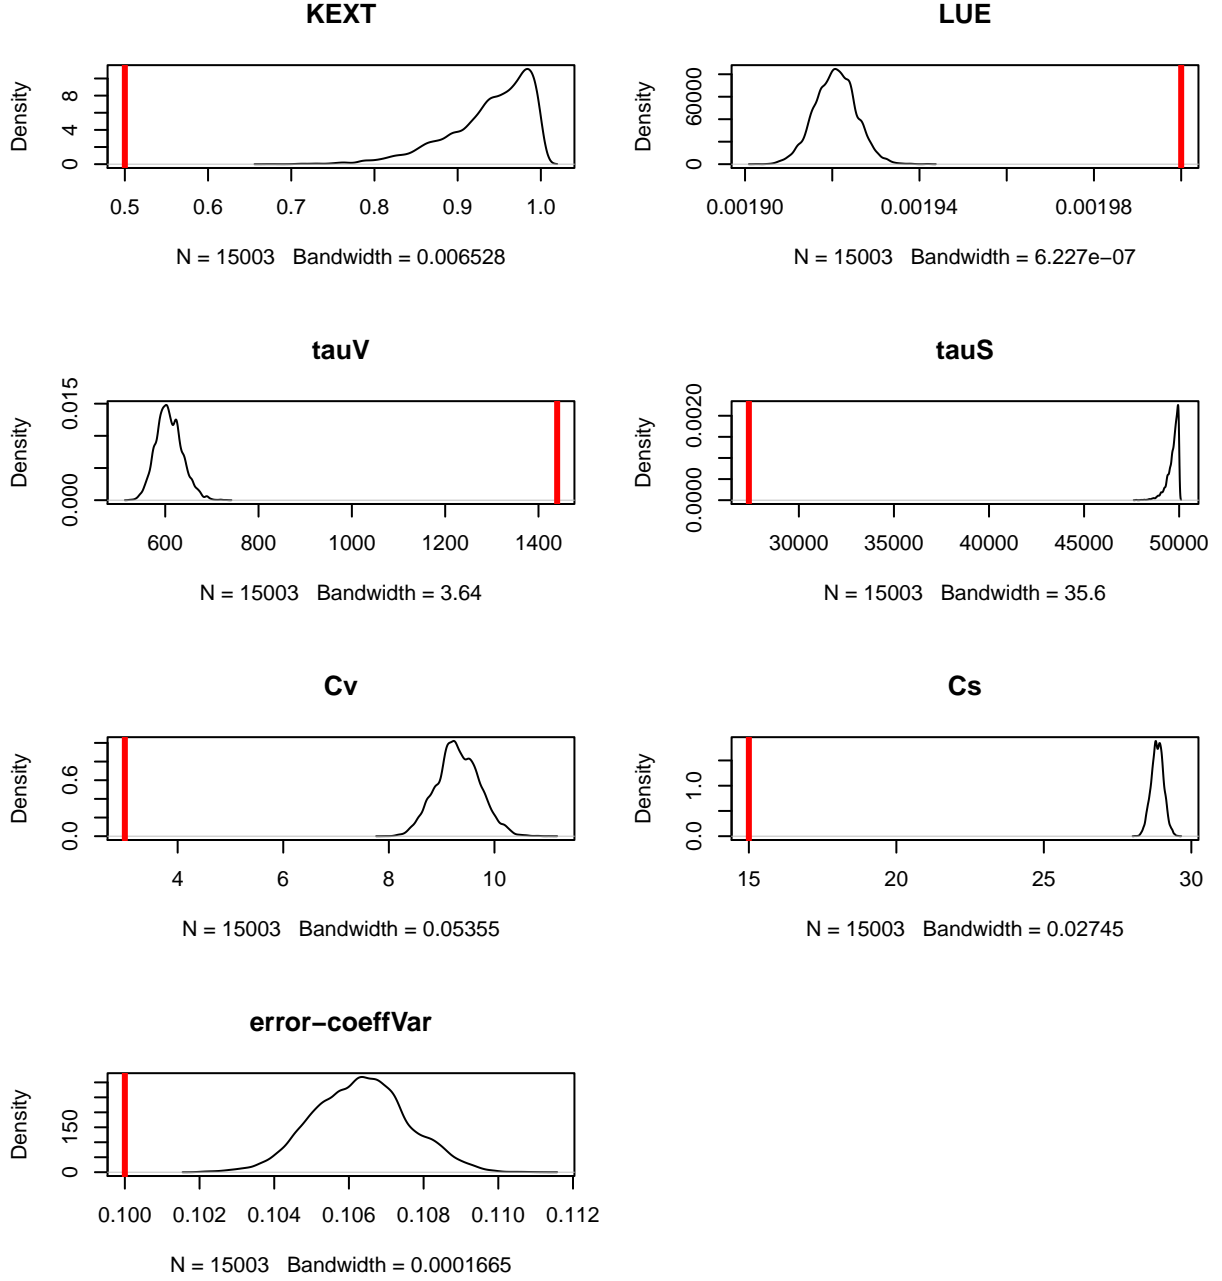 KEXT
Density
0 4 8
0.5 0.6 0.7 0.8 0.9 1.0
N = 15003 Bandwidth = 0.006528
LUE
Density
0 60000
0.00190 0.00194 0.00198
N = 15003 Bandwidth = 6.227e−07
tauV
Density
0.000 0.015
600 800 1000 1200 1400
N = 15003 Bandwidth = 3.64
tauS
Density
0.0000 0.0020
30000 35000 40000 45000 50000
N = 15003 Bandwidth = 35.6
Cv
Density
0.0 0.6
4 6 8 10
N = 15003 Bandwidth = 0.05355
Cs
Density
0.0 1.0
15 20 25 30
N = 15003 Bandwidth = 0.02745
error−coeffVar
Density
0 150
0.100 0.102 0.104 0.106 0.108 0.110 0.112
N = 15003 Bandwidth = 0.0001665